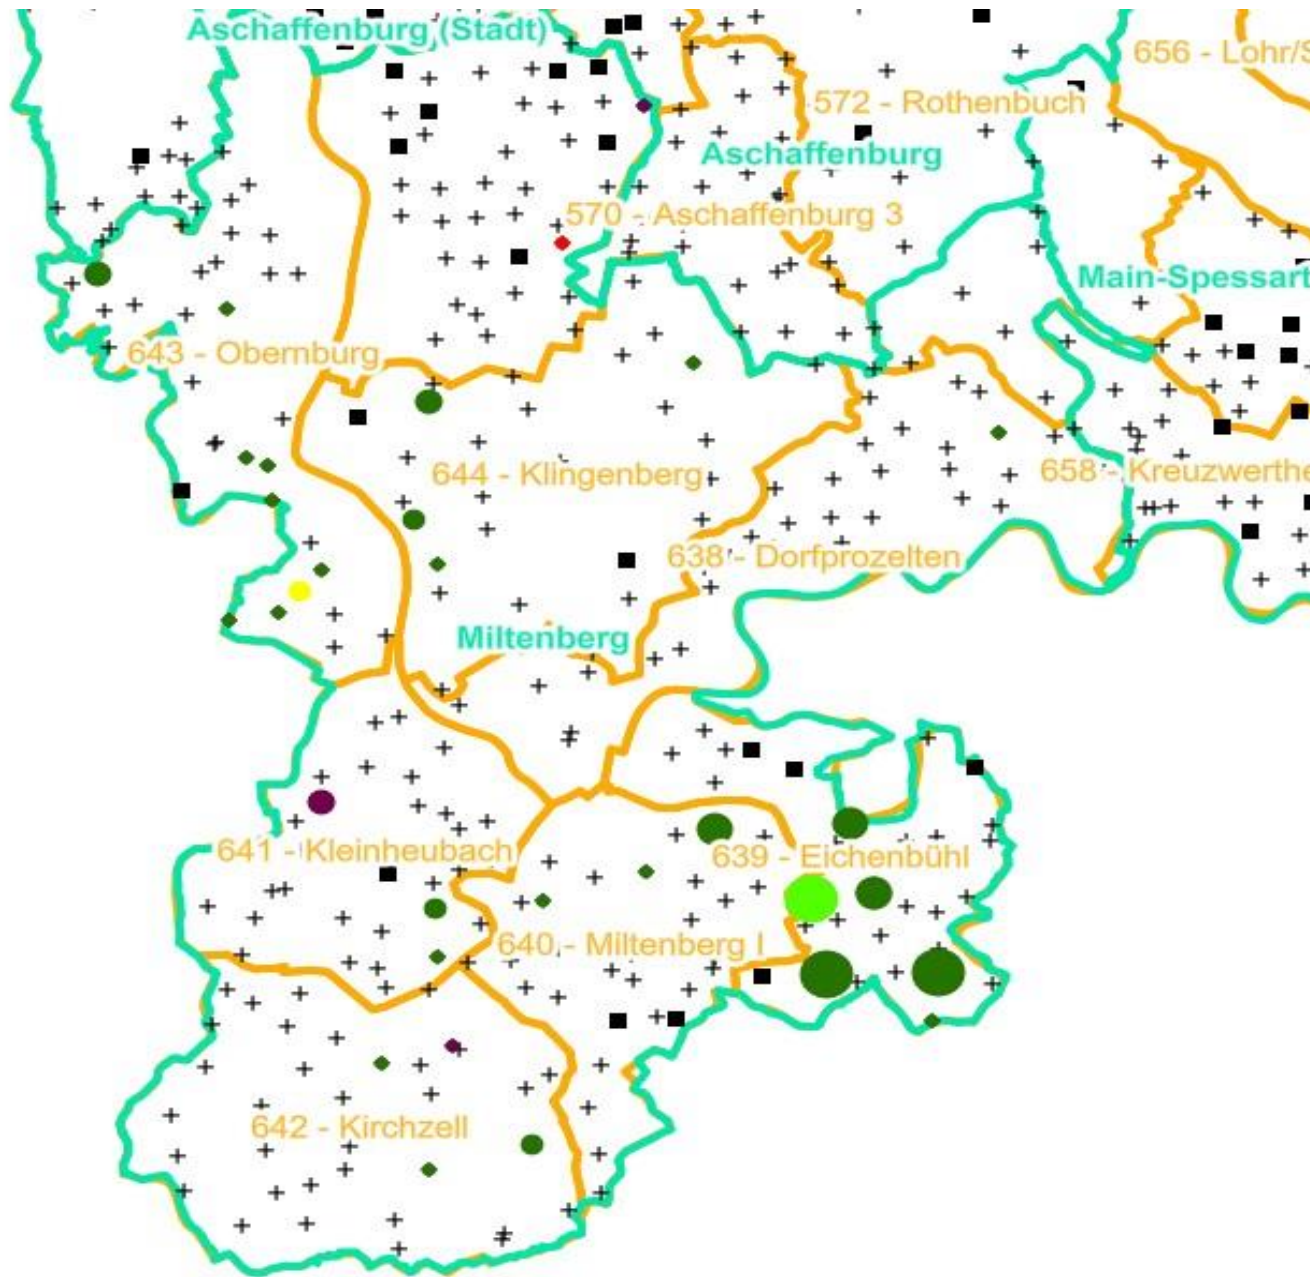 Aschaffenburg (Stadt)
656 - Lohr/S
572 - Rothenbuch
Aschaffenburg
570 - Aschaffenburg 3
Main-Spessart
643 - Obernburg
644 - Klingenberg
658 - Kreuzwerthe
638 - Dorfprozelten
Miltenberg
641 - Kleinheubach
639 - Eichenbühl
640 - Miltenberg I
642 - Kirchzell